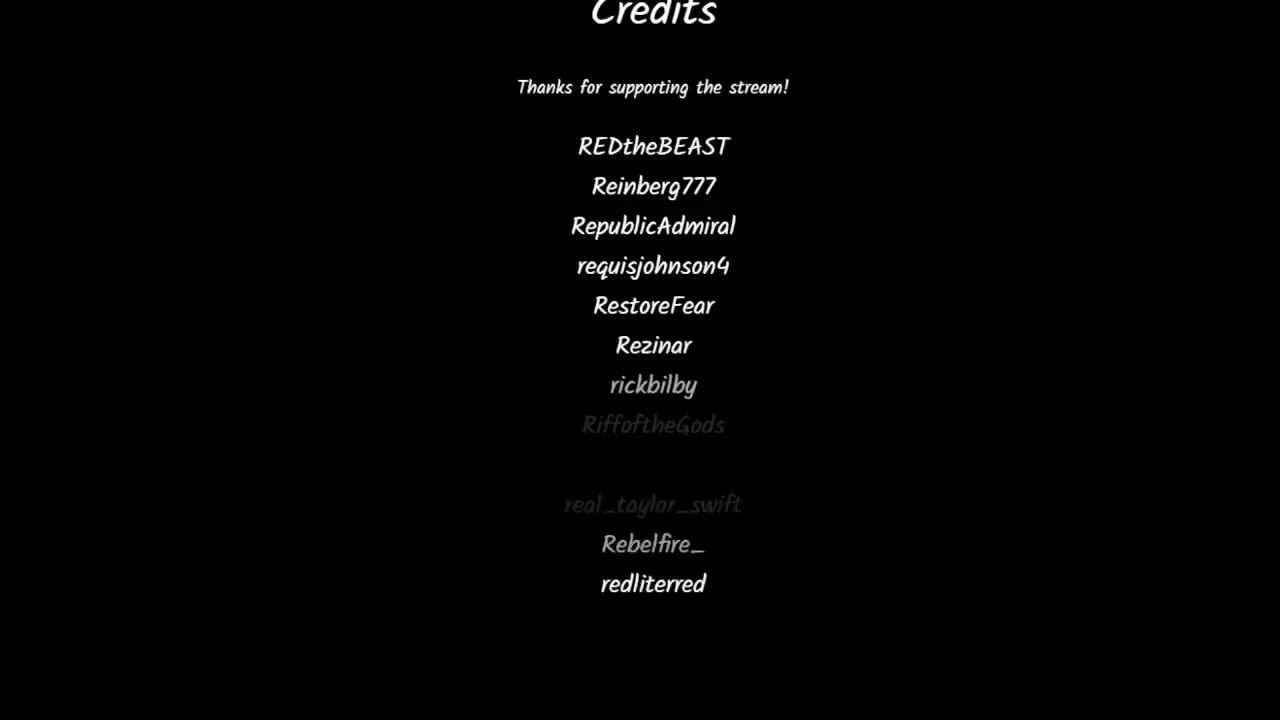 Credits
Thanks for supporting the stream!
REDtheBEAST
Reinberg777
RepublicAdmiral
requisjohnson4
RestoreFear
Rezinar
rickbilby
RiffoftheGods
real_taylor_swift
Rebelfire_
redliterred